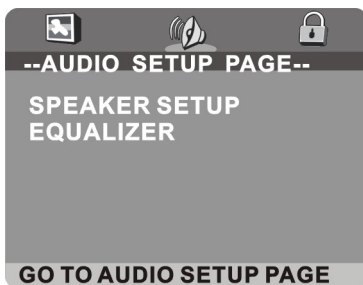 --AUDIO SETUP PAGE--
SPEAKER SETUP
EQUALIZER
GO TO AUDIO SETUP PAGE